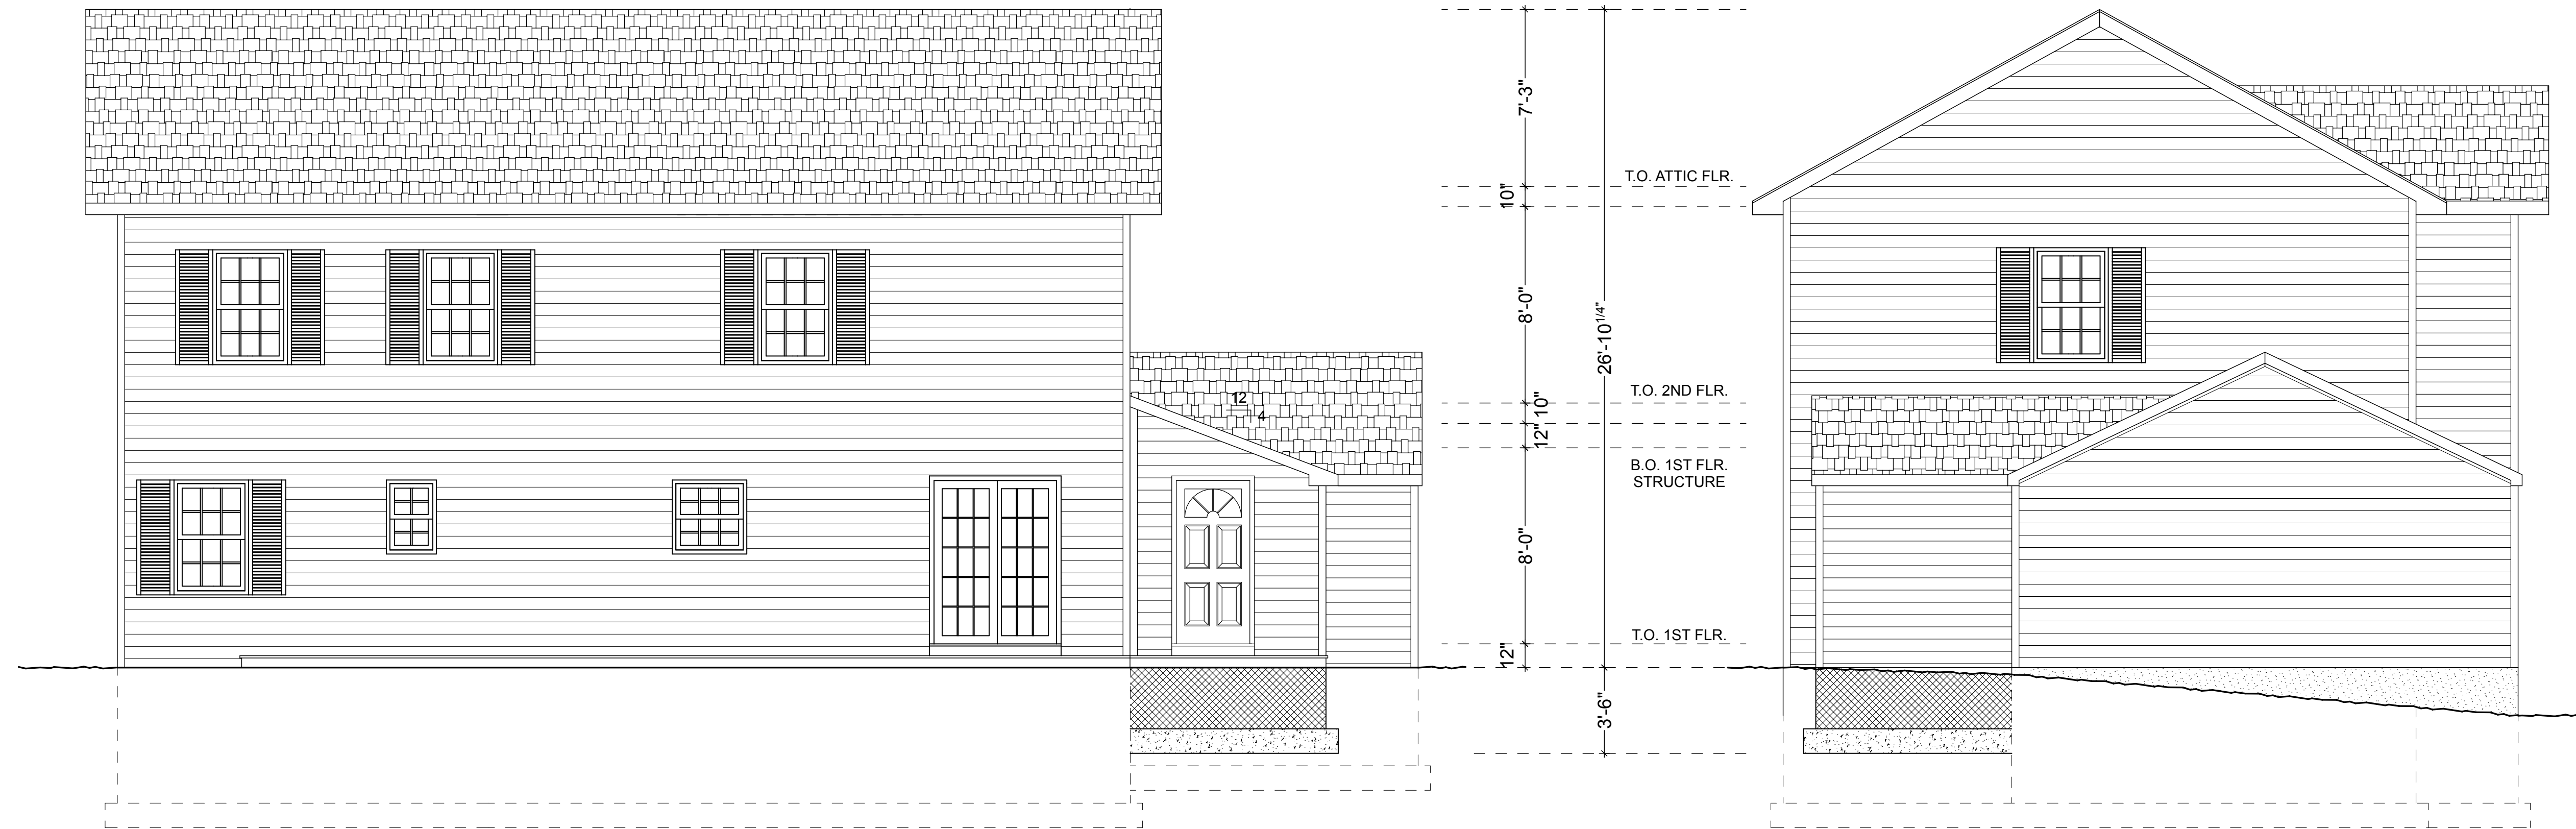 7'-3"
T.O. ATTIC FLR.
10"
8'-0"
26'-10 1/4"
T.O. 2ND FLR.
10"
12"
12
4
B.O. 1ST FLR.
STRUCTURE
8'-0"
T.O. 1ST FLR.
12"
3'-6"